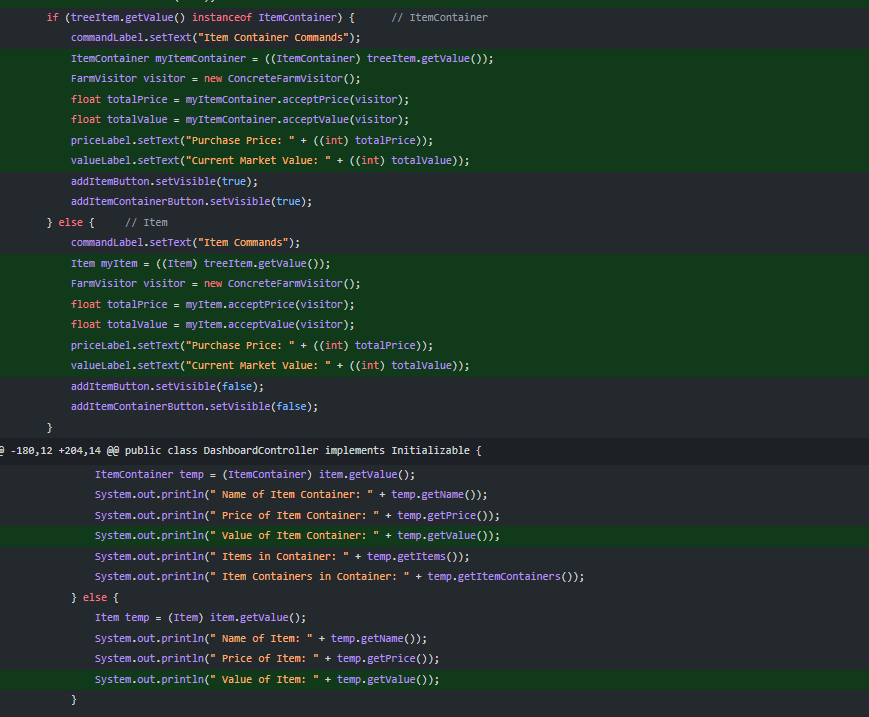 if (treeItem.getValue() instanceof ItemContainer) {      // ItemContainer
commandLabel.setText("Item Container Commands");
ItemContainer myItemContainer = ((ItemContainer) treeItem.getValue());
FarmVisitor visitor = new ConcreteFarmVisitor();
float totalPrice = myItemContainer.acceptPrice(visitor);
float totalValue = myItemContainer.acceptValue(visitor);
priceLabel.setText("Purchase Price: " + ((int) totalPrice));
valueLabel.setText("Current Market Value: " + ((int) totalValue));
addItemButton.setVisible(true);
addItemContainerButton.setVisible(true);
} else {     // Item
commandLabel.setText("Item Commands");
Item myItem = ((Item) treeItem.getValue());
FarmVisitor visitor = new ConcreteFarmVisitor();
float totalPrice = myItem.acceptPrice(visitor);
float totalValue = myItem.acceptValue(visitor);
priceLabel.setText("Purchase Price: " + ((int) totalPrice));
valueLabel.setText("Current Market Value: " + ((int) totalValue));
addItemButton.setVisible(false);
addItemContainerButton.setVisible(false);
}
-180,12 +204,14 @@ public class DashboardController implements Initializable {
ItemContainer temp = (ItemContainer) item.getValue();
System.out.println(" Name of Item Container: " + temp.getName());
System.out.println(" Price of Item Container: " + temp.getPrice());
System.out.println(" Value of Item Container: " + temp.getValue());
System.out.println(" Items in Container: " + temp.getItems());
System.out.println(" Item Containers in Container: " + temp.getItemContainers());
} else {
Item temp = (Item) item.getValue();
System.out.println(" Name of Item: " + temp.getName());
System.out.println(" Price of Item: " + temp.getPrice());
System.out.println(" Value of Item: " + temp.getValue());
}